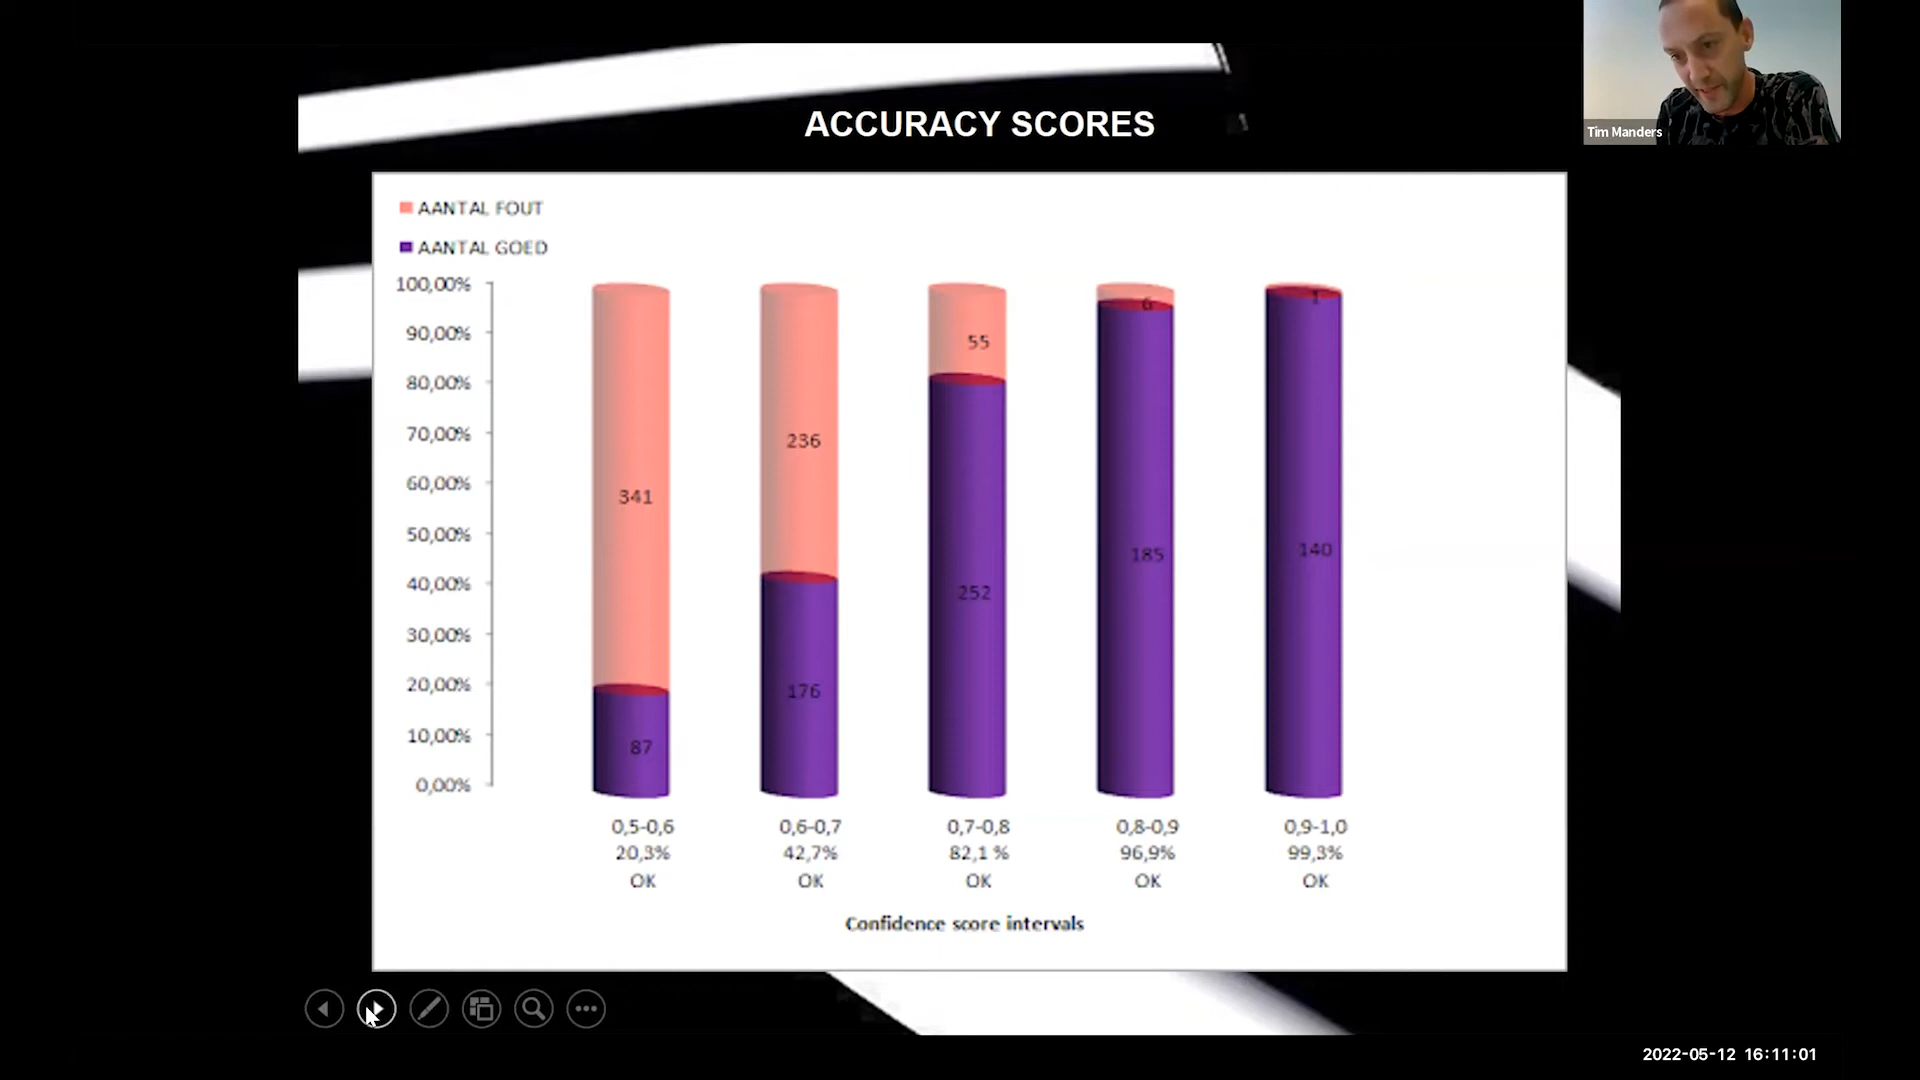 Tim Manders
ACCURACY SCORES
AANTAL FOUT
AANTAL GOED
100,00%
90,00%
80,00%
70,00%
60,00%
50,00%
40,00%
30,00%
20,00%
10,00%
0,00%
341
87
236
176
55
252
6
185
1
140
0,5-0,6 0,6-0,7 0,7-0,8 0,8-0,9 0,9-1,0
20,3% 42,7% 82,1 % 96,9% 99,3%
OK OK OK OK OK
Confidence score intervals
2022-05-12 16:11:01